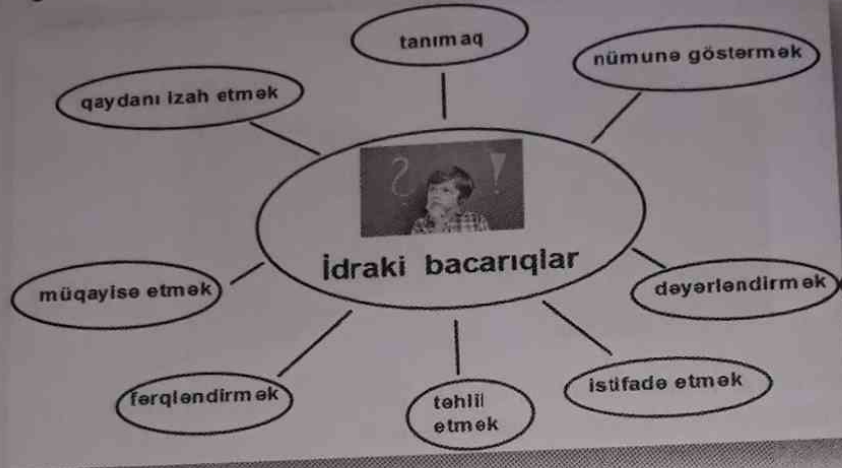 tanımaq
nümunə göstərmək
qaydanı izah etmək
İdraki bacarıqlar
müqayisə etmək
dəyərləndirmək
fərqləndirmək
təhlil
etmək
istifadə etmək